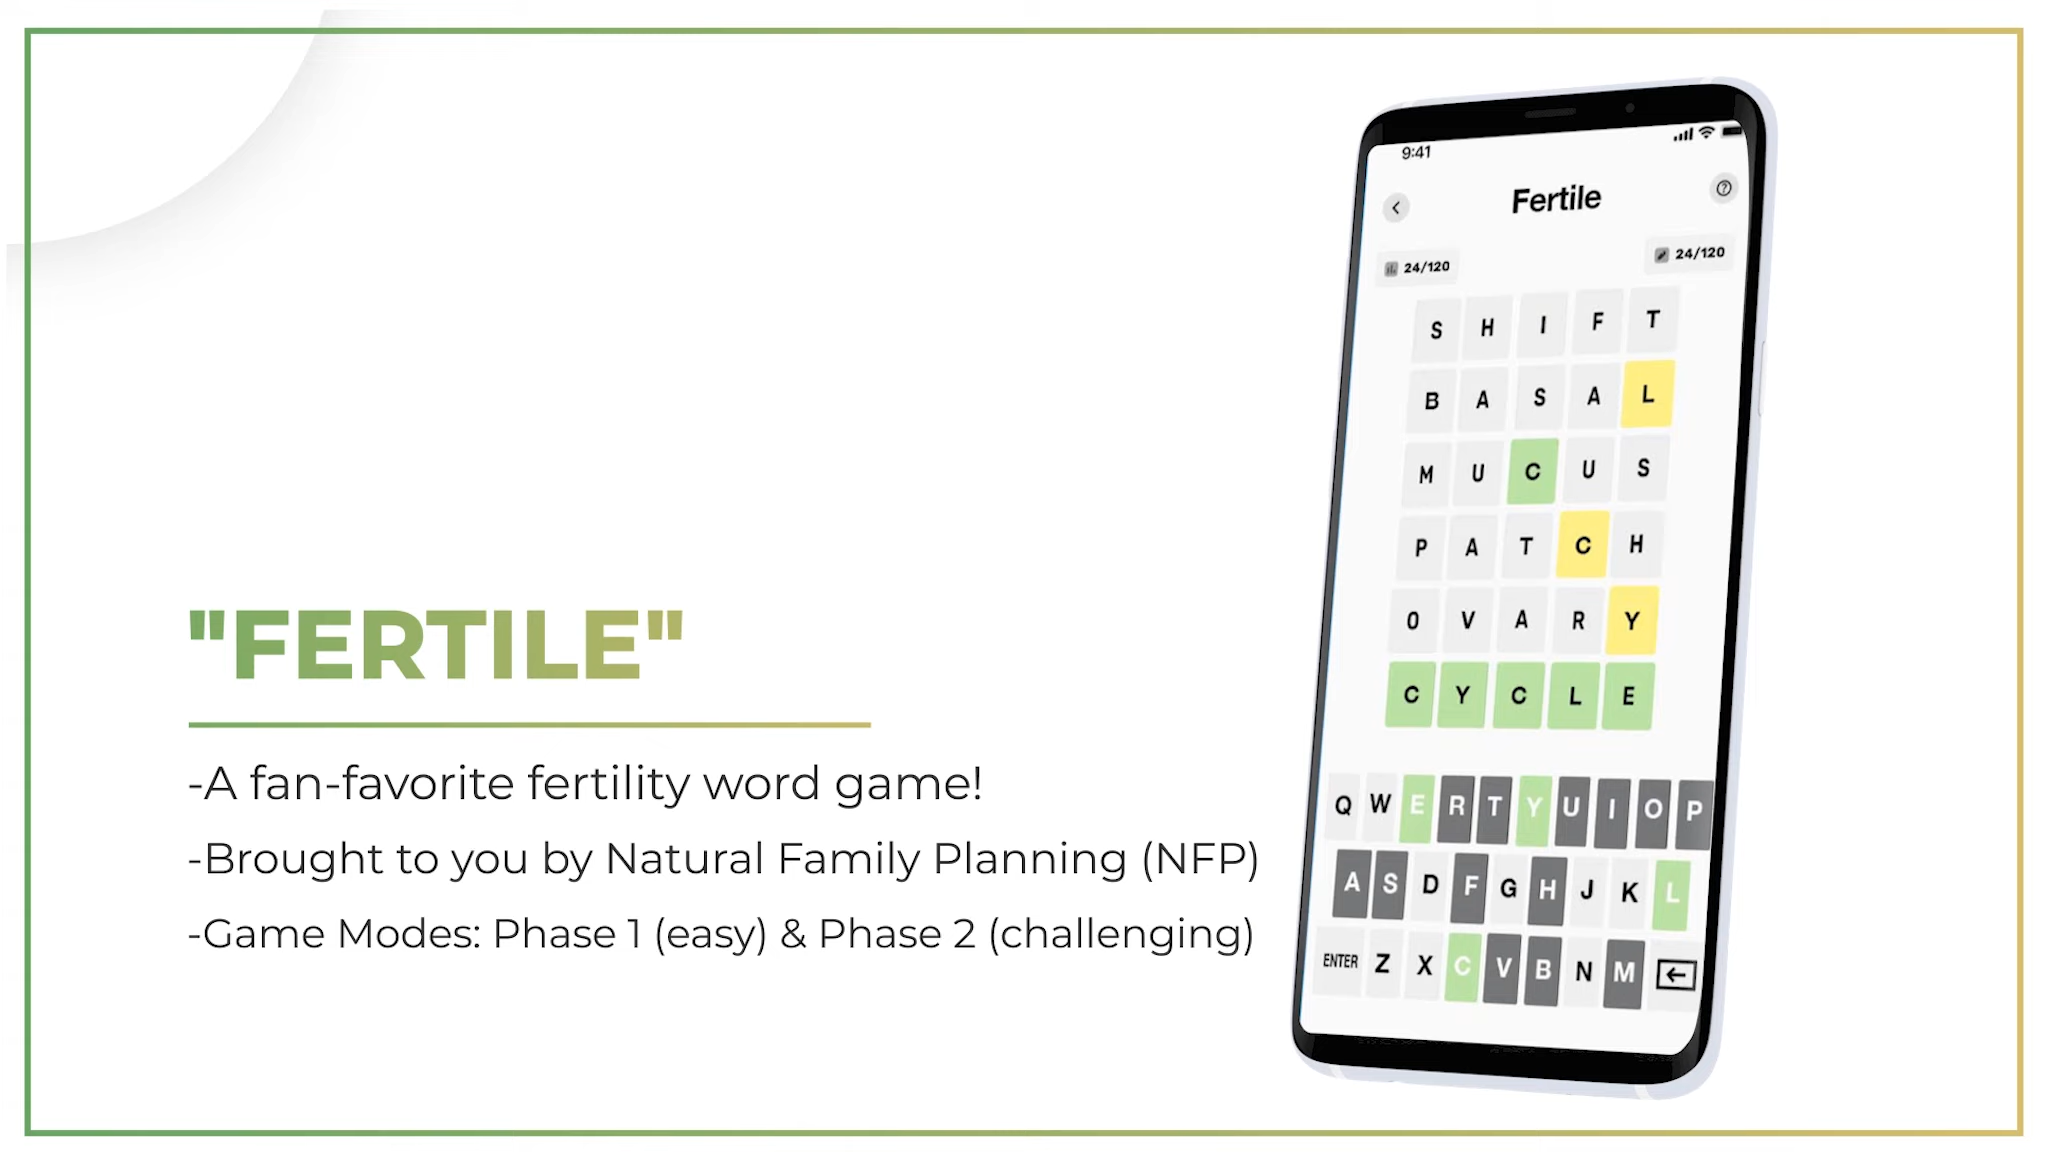 "FERTILE"
-A fan-favorite fertility word game!
-Brought to you by Natural Family Planning (NFP)
-Game Modes: Phase 1 (easy) & Phase 2 (challenging)
9:41
Fertile
24/120 24/120
S H I F T
B A S A L
M U C U S
P A T C H
O V A R Y
C Y C L E
Q W E R T Y U I O P
A S D F G H J K L
ENTER Z X C V B N M